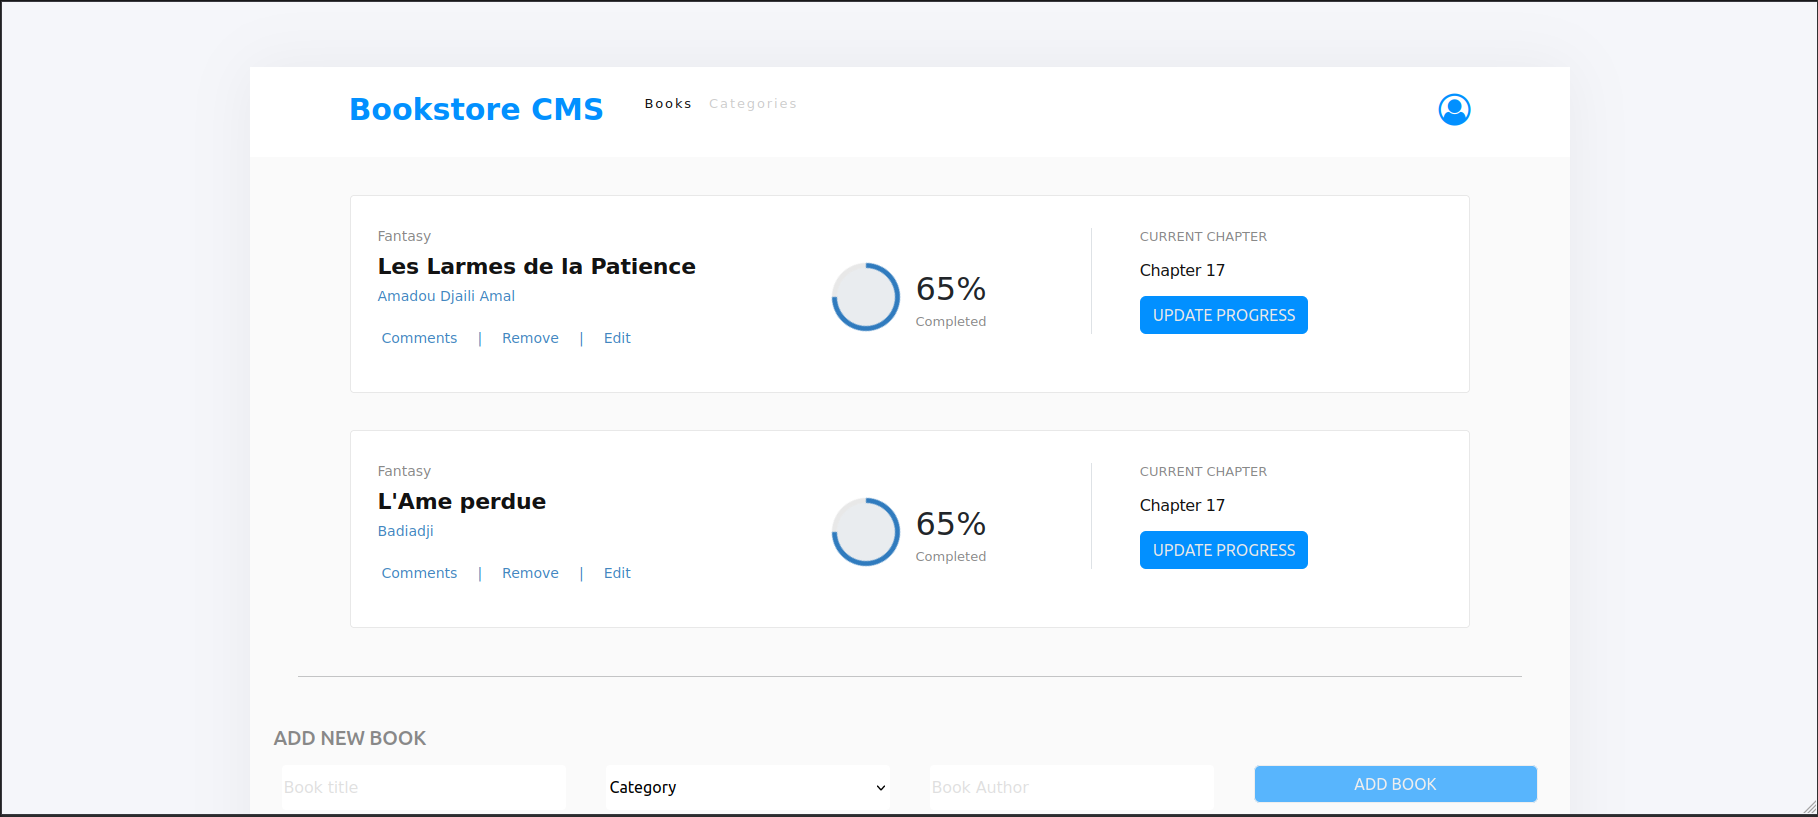 Bookstore CMS Books Categories
Fantasy
Les Larmes de la Patience
Amadou Djaili Amal
Comments | Remove | Edit
65%
Completed
CURRENT CHAPTER
Chapter 17
UPDATE PROGRESS
Fantasy
L'Ame perdue
Badiadji
Comments | Remove | Edit
65%
Completed
CURRENT CHAPTER
Chapter 17
UPDATE PROGRESS
ADD NEW BOOK
Book title Category Book Author ADD BOOK